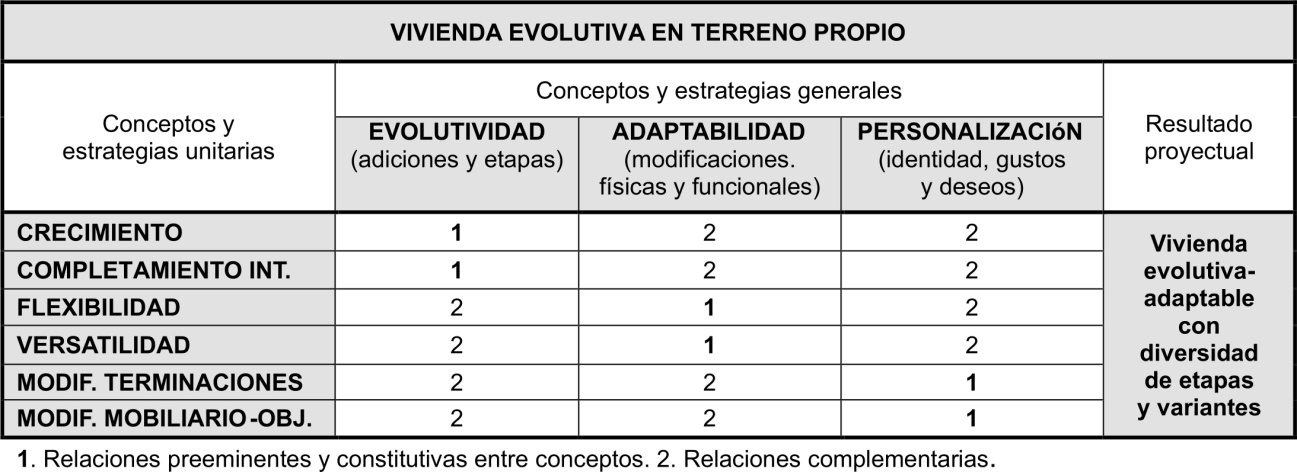 VIVIENDA EVOLUTIVA EN TERRENO PROPIO
Conceptos y
estrategias unitarias
Conceptos y estrategias generales
EVOLUTIVIDAD
(adiciones y etapas)
ADAPTABILIDAD
(modificaciones.
físicas y funcionales)
PERSONALIZACIóN
(identidad, gustos
y deseos)
Resultado
proyectual
CRECIMIENTO 1 2 2
COMPLETAMIENTO INT. 1 2 2
FLEXIBILIDAD 2 1 2
VERSATILIDAD 2 1 2
MODIF. TERMINACIONES 2 2 1
MODIF. MOBILIARIO-OBJ. 2 2 1
Vivienda
evolutiva-
adaptable
con
diversidad
de etapas
y variantes
1. Relaciones preeminentes y constitutivas entre conceptos. 2. Relaciones complementarias.